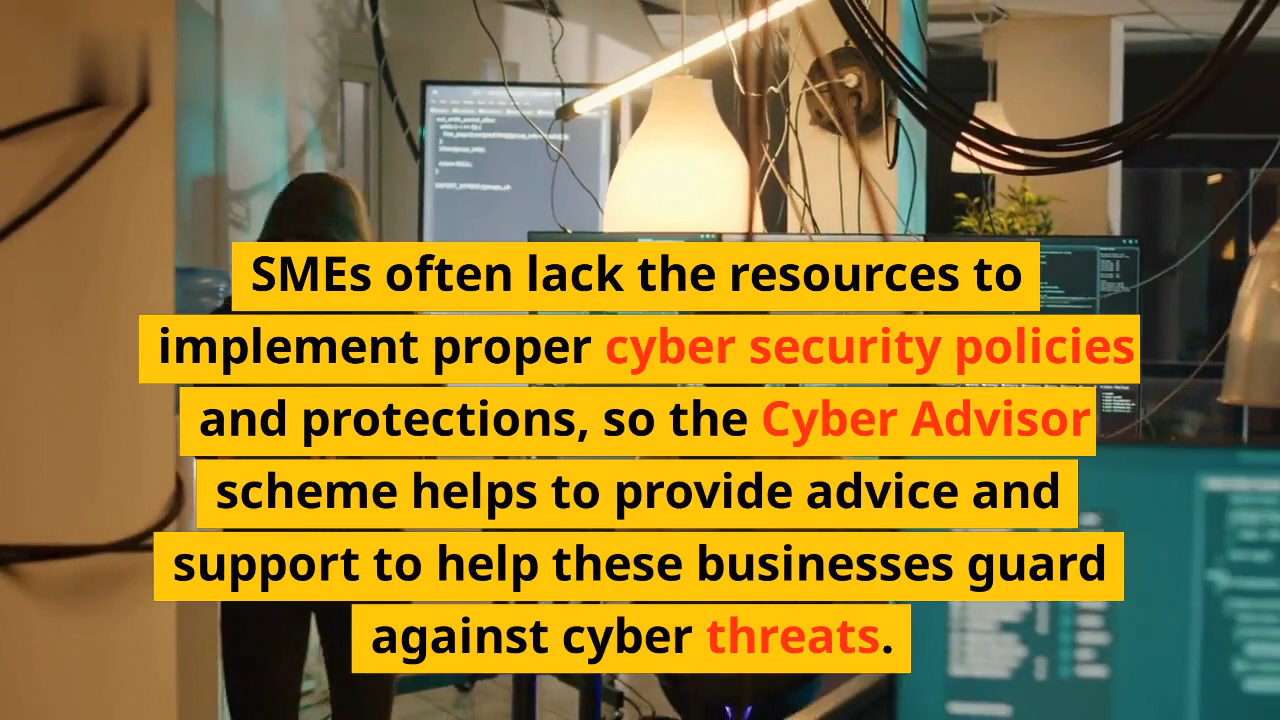 SMEs often lack the resources to
implement proper cyber security policies
and protections, so the Cyber Advisor
scheme helps to provide advice and
support to help these businesses guard
against cyber threats.